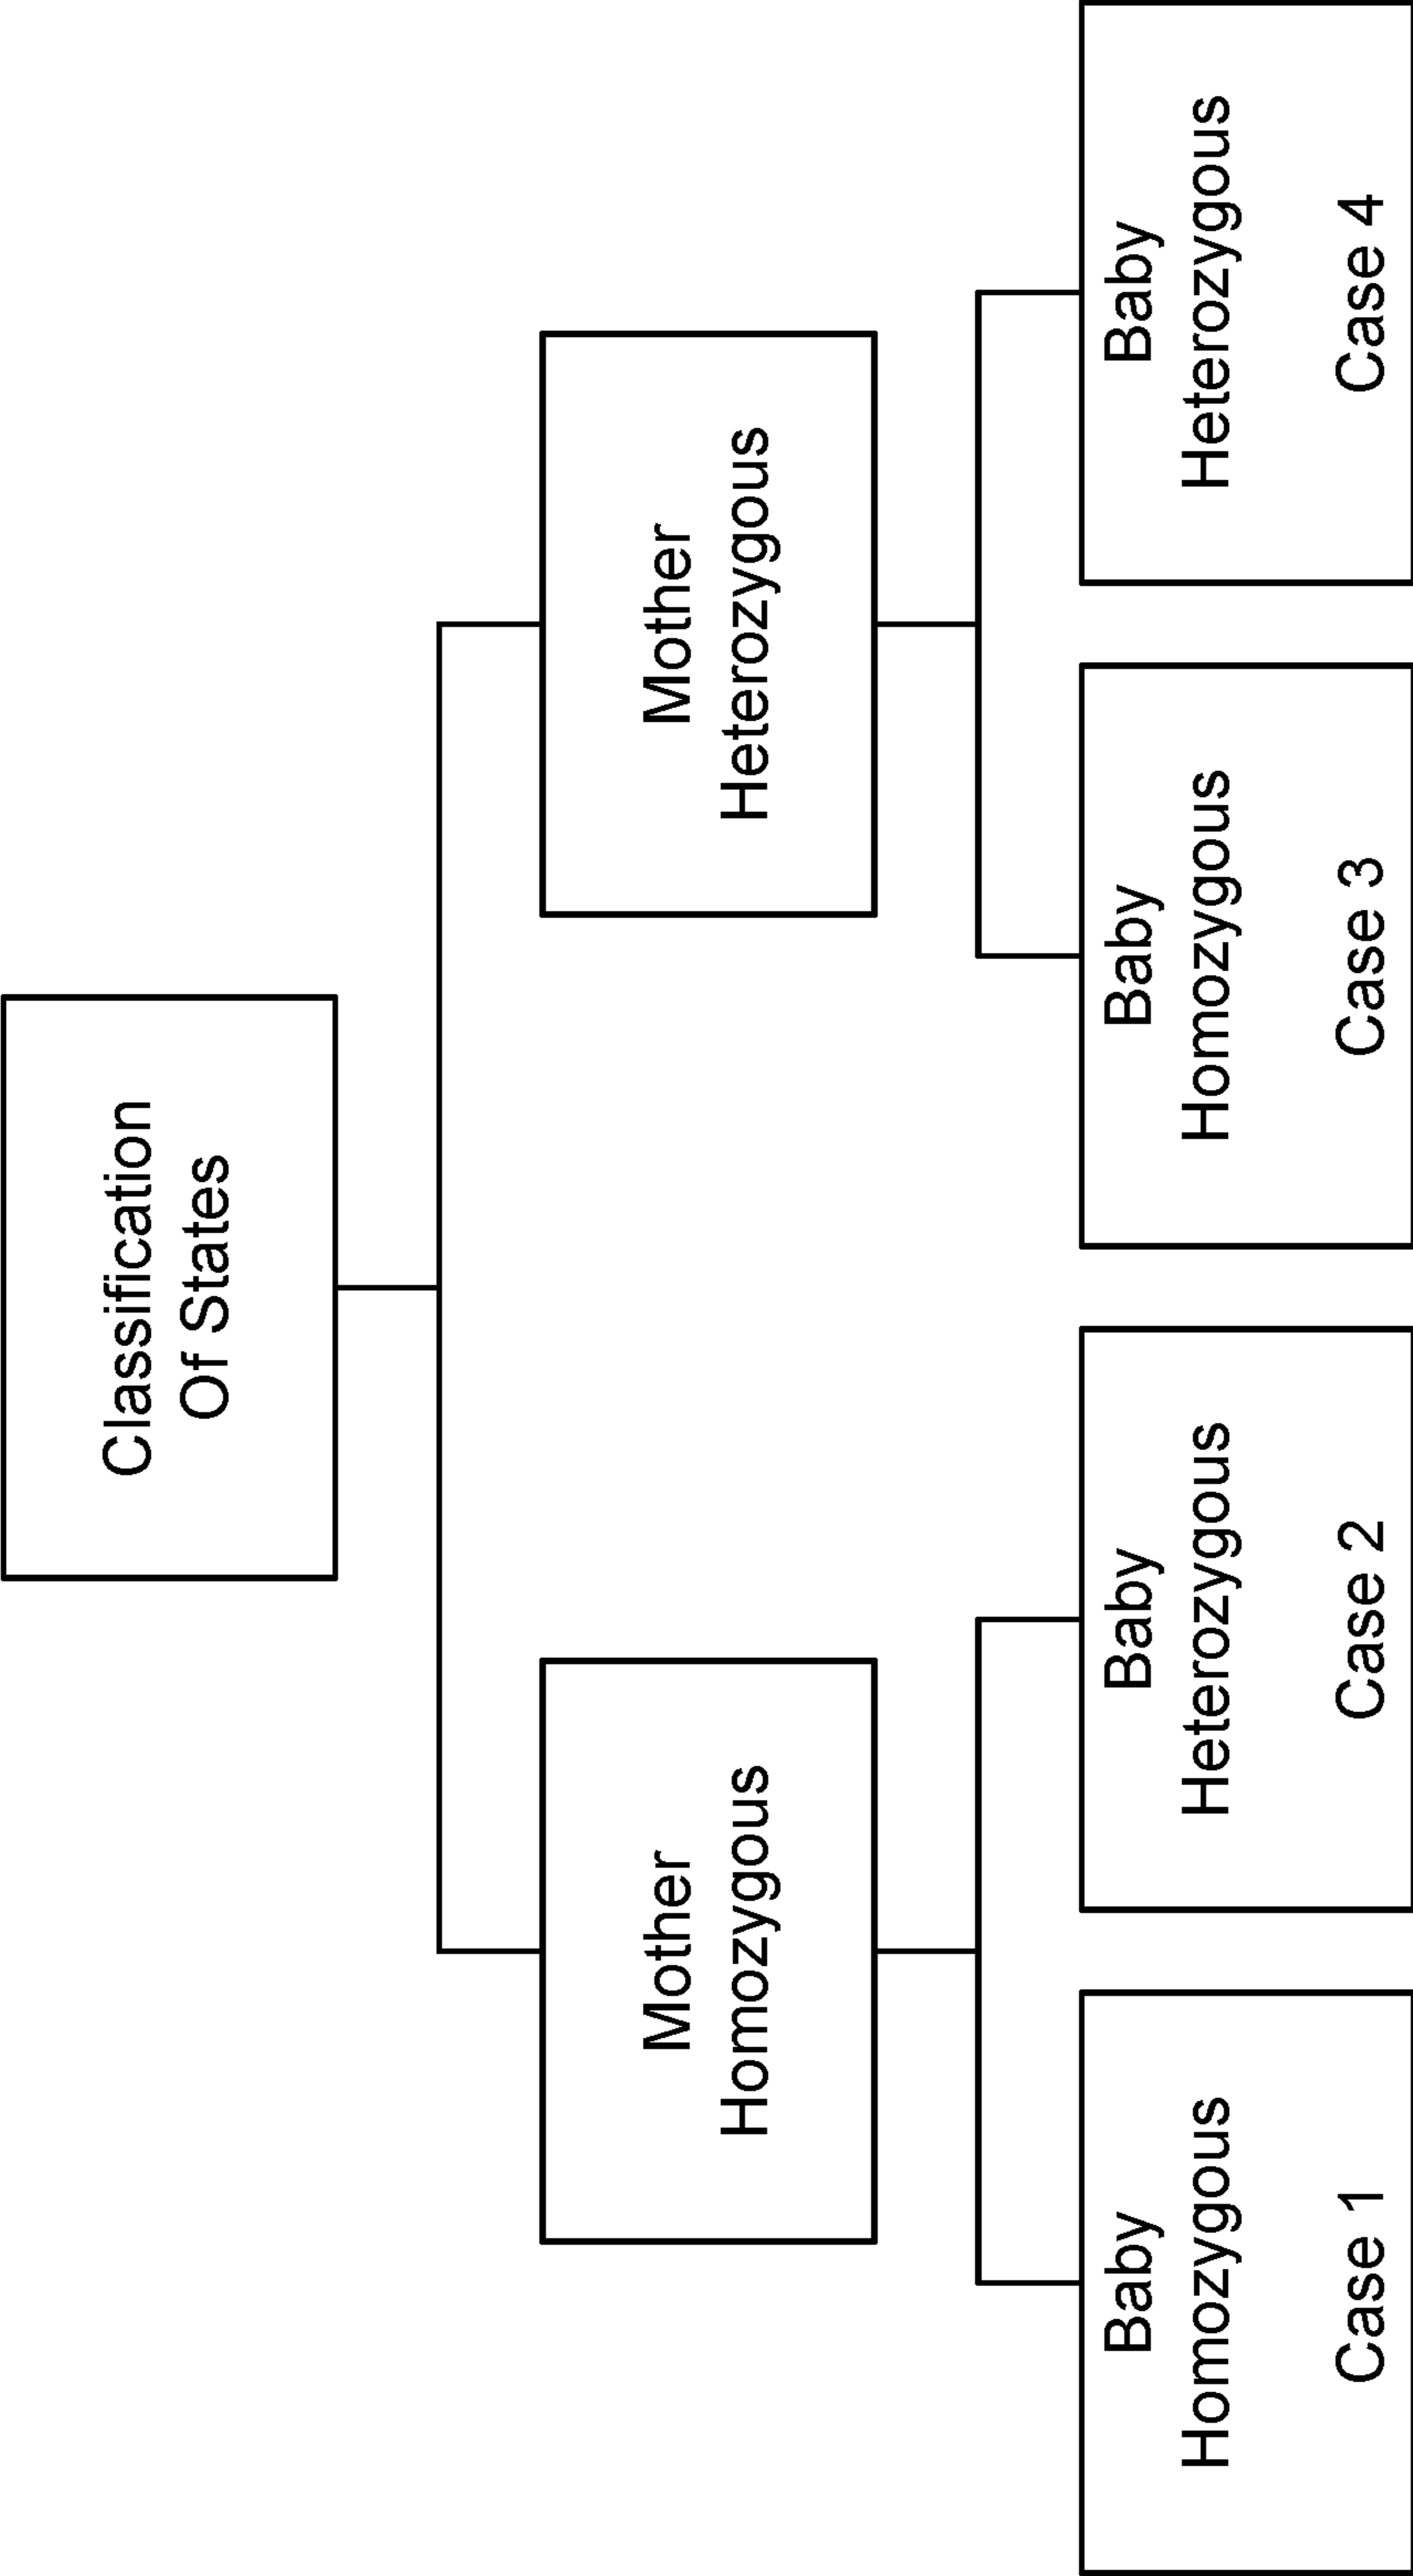 Classification
Of States
Mother
Homozygous
Mother
Heterozygous
Baby
Homozygous
Case 1
Baby
Heterozygous
Case 2
Baby
Homozygous
Case 3
Baby
Heterozygous
Case 4